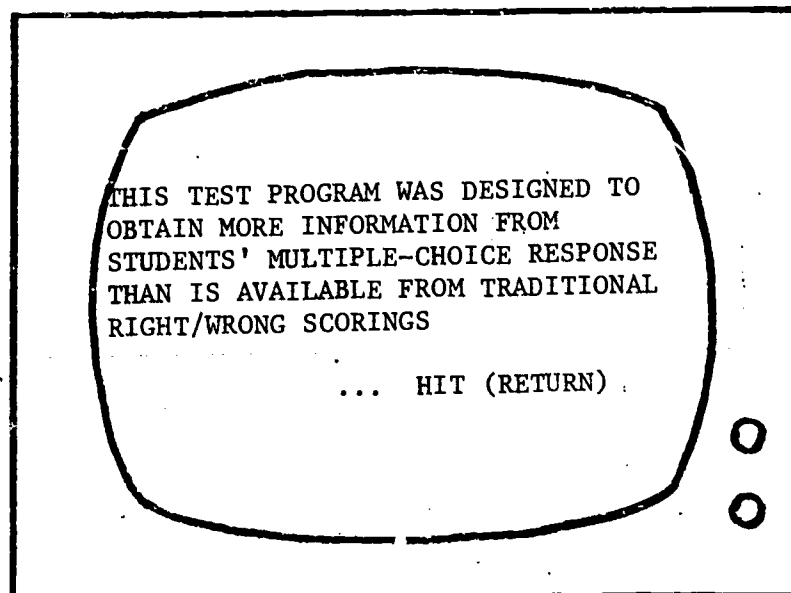 THIS TEST PROGRAM WAS DESIGNED TO
OBTAIN MORE INFORMATION FROM
STUDENTS' MULTIPLE-CHOICE RESPONSE
THAN IS AVAILABLE FROM TRADITIONAL
RIGHT/WRONG SCORINGS
... HIT (RETURN)